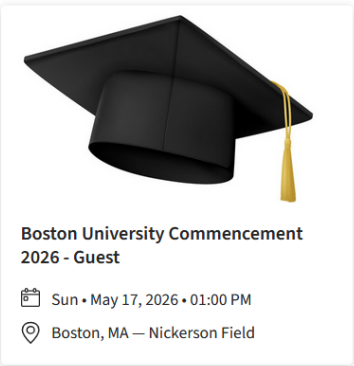 Boston University Commencement
2026 - Guest
Sun • May 17, 2026 • 01:00 PM
Boston, MA — Nickerson Field